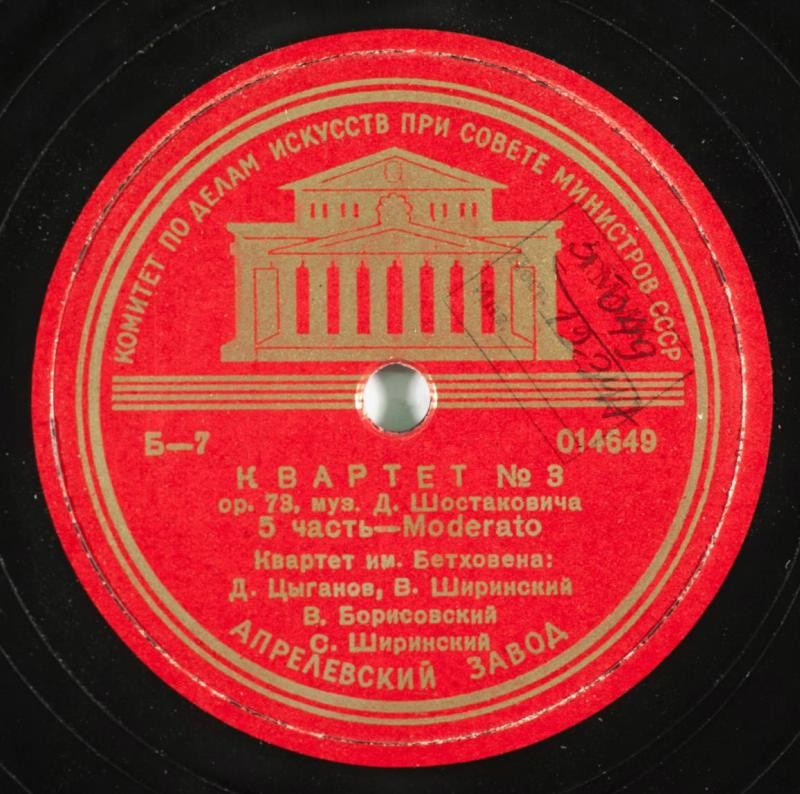 КОМИТЕТ ПО ДЕЛАМ ИСКУССТВ ПРИ СОВЕТЕ МИНИСТРОВ СССР
Б—7
014649
КВАРТЕТ № 3
ор. 73, муз. Д. Шостаковича
5 часть—Moderato
Квартет им. Бетховена:
Д. Цыганов, В. Ширинский
В. Борисовский
С. Ширинский
АПРЕЛЕВСКИЙ ЗАВОД